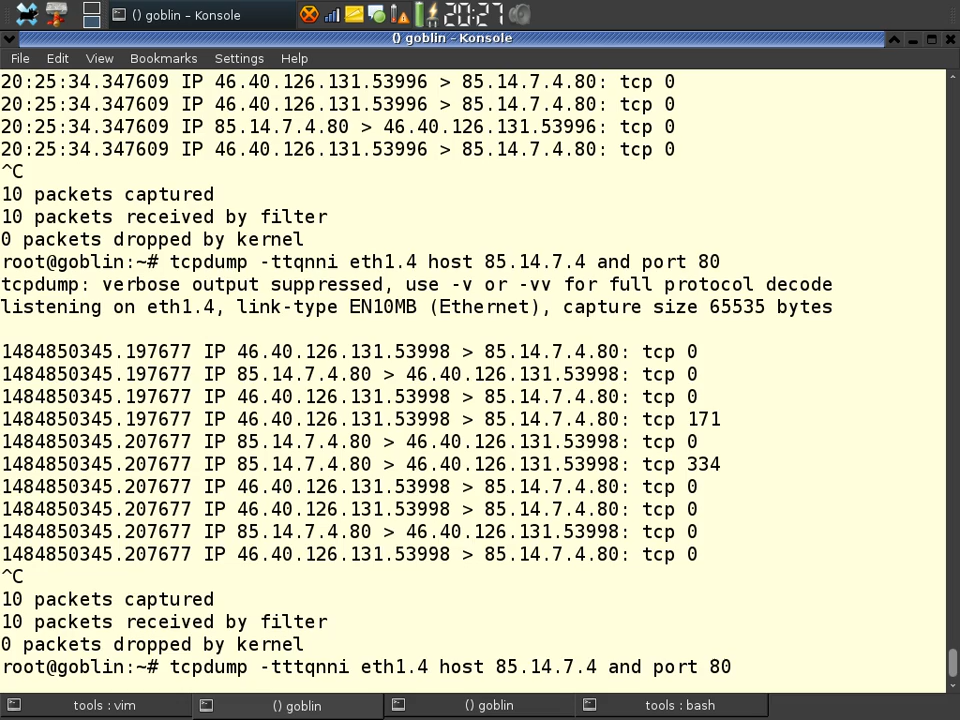 () goblin - Konsole
20:27
() goblin - Konsole
File Edit View Bookmarks Settings Help
20:25:34.347609 IP 46.40.126.131.53996 > 85.14.7.4.80: tcp 0
20:25:34.347609 IP 46.40.126.131.53996 > 85.14.7.4.80: tcp 0
20:25:34.347609 IP 85.14.7.4.80 > 46.40.126.131.53996: tcp 0
20:25:34.347609 IP 46.40.126.131.53996 > 85.14.7.4.80: tcp 0
^C
10 packets captured
10 packets received by filter
0 packets dropped by kernel
root@goblin:~# tcpdump -ttqnni eth1.4 host 85.14.7.4 and port 80
tcpdump: verbose output suppressed, use -v or -vv for full protocol decode
listening on eth1.4, link-type EN10MB (Ethernet), capture size 65535 bytes
1484850345.197677 IP 46.40.126.131.53998 > 85.14.7.4.80: tcp 0
1484850345.197677 IP 85.14.7.4.80 > 46.40.126.131.53998: tcp 0
1484850345.197677 IP 46.40.126.131.53998 > 85.14.7.4.80: tcp 0
1484850345.197677 IP 46.40.126.131.53998 > 85.14.7.4.80: tcp 171
1484850345.207677 IP 85.14.7.4.80 > 46.40.126.131.53998: tcp 0
1484850345.207677 IP 85.14.7.4.80 > 46.40.126.131.53998: tcp 334
1484850345.207677 IP 46.40.126.131.53998 > 85.14.7.4.80: tcp 0
1484850345.207677 IP 46.40.126.131.53998 > 85.14.7.4.80: tcp 0
1484850345.207677 IP 85.14.7.4.80 > 46.40.126.131.53998: tcp 0
1484850345.207677 IP 46.40.126.131.53998 > 85.14.7.4.80: tcp 0
^C
10 packets captured
10 packets received by filter
0 packets dropped by kernel
root@goblin:~# tcpdump -tttqnni eth1.4 host 85.14.7.4 and port 80
tools : vim
() goblin
() goblin
tools : bash